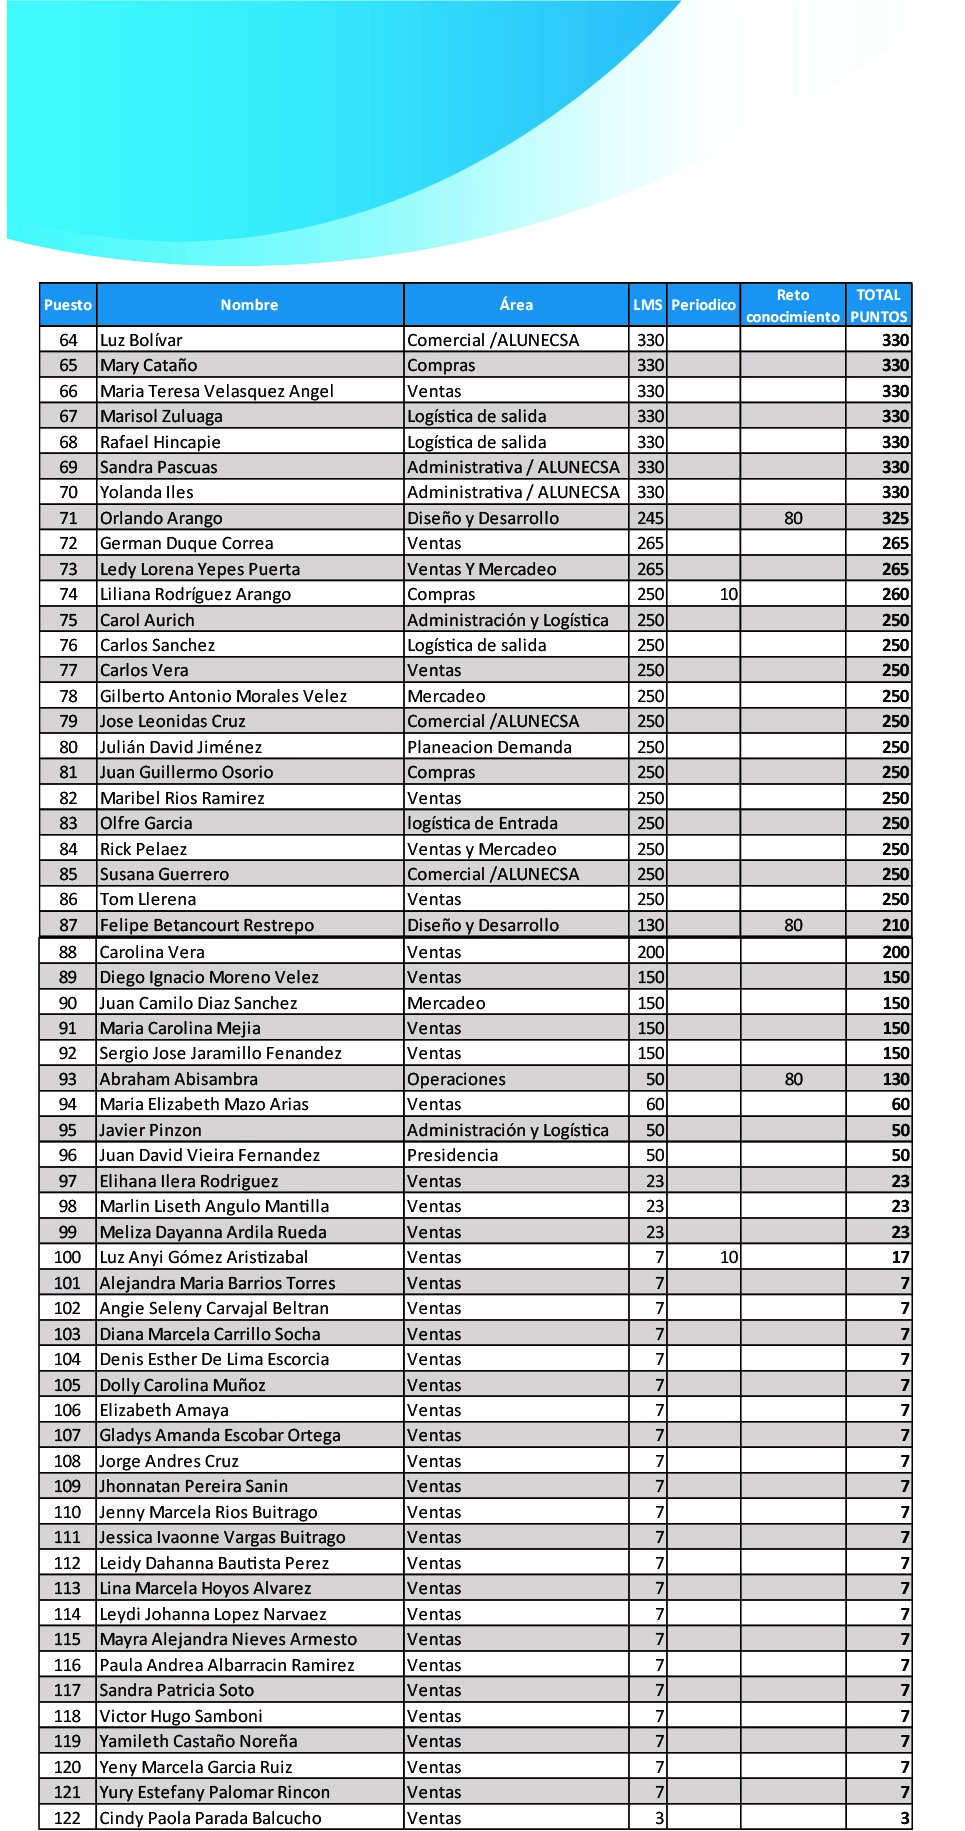 Puesto Nombre Área LMS Periodico Reto conocimiento TOTAL PUNTOS
64 Luz Bolívar Comercial /ALUNECSA 330 330
65 Mary Cataño Compras 330 330
66 Maria Teresa Velasquez Angel Ventas 330 330
67 Marisol Zuluaga Logística de salida 330 330
68 Rafael Hincapie Logística de salida 330 330
69 Sandra Pascuas Administrativa / ALUNECSA 330 330
70 Yolanda Iles Administrativa / ALUNECSA 330 330
71 Orlando Arango Diseño y Desarrollo 245 80 325
72 German Duque Correa Ventas 265 265
73 Ledy Lorena Yepes Puerta Ventas Y Mercadeo 265 265
74 Liliana Rodríguez Arango Compras 250 10 260
75 Carol Aurich Administración y Logística 250 250
76 Carlos Sanchez Logística de salida 250 250
77 Carlos Vera Ventas 250 250
78 Gilberto Antonio Morales Velez Mercadeo 250 250
79 Jose Leonidas Cruz Comercial /ALUNECSA 250 250
80 Julián David Jiménez Planeacion Demanda 250 250
81 Juan Guillermo Osorio Compras 250 250
82 Maribel Rios Ramirez Ventas 250 250
83 Olfre Garcia logística de Entrada 250 250
84 Rick Pelaez Ventas y Mercadeo 250 250
85 Susana Guerrero Comercial /ALUNECSA 250 250
86 Tom Llerena Ventas 250 250
87 Felipe Betancourt Restrepo Diseño y Desarrollo 130 80 210
88 Carolina Vera Ventas 200 200
89 Diego Ignacio Moreno Velez Ventas 150 150
90 Juan Camilo Diaz Sanchez Mercadeo 150 150
91 Maria Carolina Mejia Ventas 150 150
92 Sergio Jose Jaramillo Fenandez Ventas 150 150
93 Abraham Abisambra Operaciones 50 80 130
94 Maria Elizabeth Mazo Arias Ventas 60 60
95 Javier Pinzon Administración y Logística 50 50
96 Juan David Vieira Fernandez Presidencia 50 50
97 Elihana Ilera Rodriguez Ventas 23 23
98 Marlin Liseth Angulo Mantilla Ventas 23 23
99 Meliza Dayanna Ardila Rueda Ventas 23 23
100 Luz Anyi Gómez Aristizabal Ventas 7 10 17
101 Alejandra Maria Barrios Torres Ventas 7 7
102 Angie Seleny Carvajal Beltran Ventas 7 7
103 Diana Marcela Carrillo Socha Ventas 7 7
104 Denis Esther De Lima Escorcia Ventas 7 7
105 Dolly Carolina Muñoz Ventas 7 7
106 Elizabeth Amaya Ventas 7 7
107 Gladys Amanda Escobar Ortega Ventas 7 7
108 Jorge Andres Cruz Ventas 7 7
109 Jhonnatan Pereira Sanin Ventas 7 7
110 Jenny Marcela Rios Buitrago Ventas 7 7
111 Jessica Ivaonne Vargas Buitrago Ventas 7 7
112 Leidy Dahanna Bautista Perez Ventas 7 7
113 Lina Marcela Hoyos Alvarez Ventas 7 7
114 Leydi Johanna Lopez Narvaez Ventas 7 7
115 Mayra Alejandra Nieves Armesto Ventas 7 7
116 Paula Andrea Albarracin Ramirez Ventas 7 7
117 Sandra Patricia Soto Ventas 7 7
118 Victor Hugo Samboni Ventas 7 7
119 Yamileth Castaño Noreña Ventas 7 7
120 Yeny Marcela Garcia Ruiz Ventas 7 7
121 Yury Estefany Palomar Rincon Ventas 7 7
122 Cindy Paola Parada Balcucho Ventas 3 3